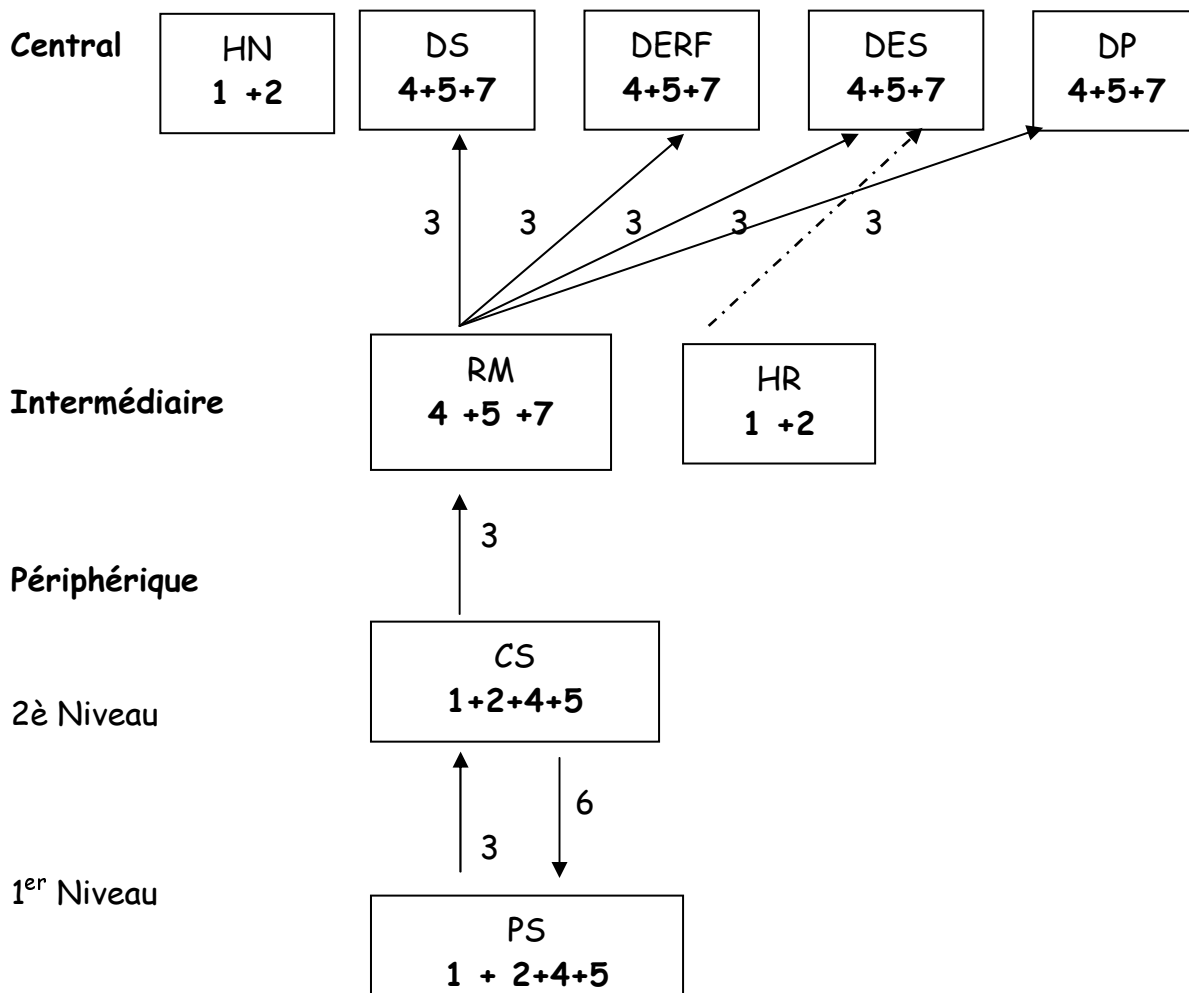 Central
HN
1 +2
DS
4+5+7
DERF
4+5+7
DES
4+5+7
DP
4+5+7
3
3
3
3
3
Intermédiaire
RM
4 +5 +7
HR
1 +2
3
Périphérique
CS
1+2+4+5
2è Niveau
6
3
1er Niveau
PS
1 + 2+4+5